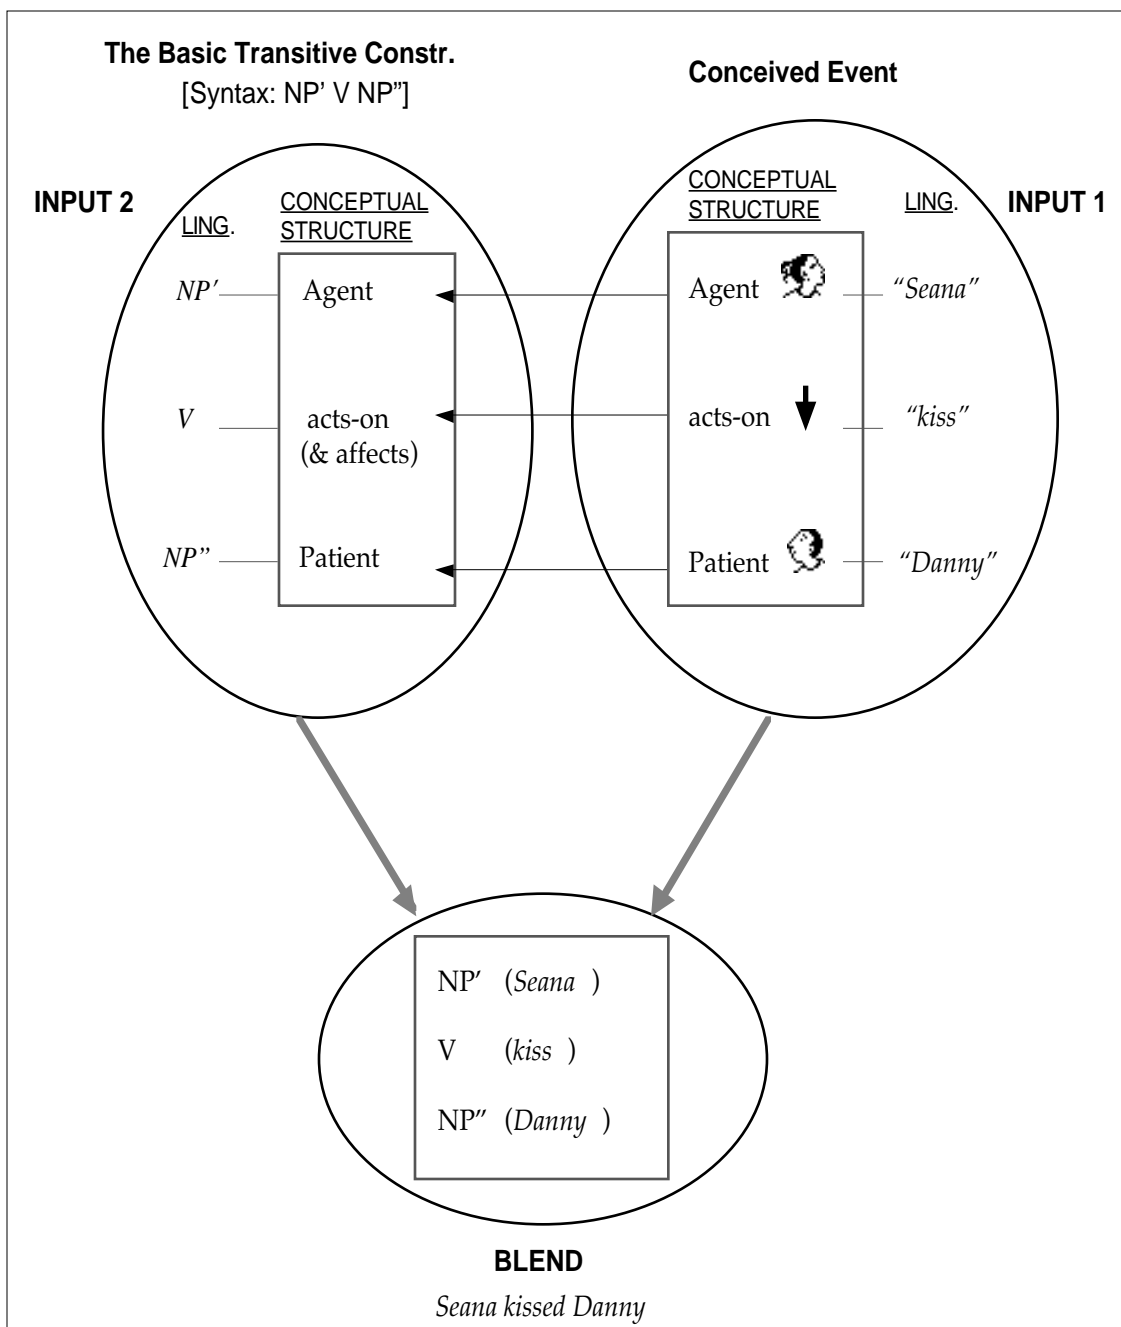 The Basic Transitive Constr.
[Syntax: NP’ V NP”]
Conceived Event
INPUT 2
LING.
CONCEPTUAL
STRUCTURE
NP’
Agent
V
acts-on
(& affects)
NP”
Patient
CONCEPTUAL
STRUCTURE
LING.
INPUT 1
Agent
“Seana”
acts-on
“kiss”
Patient
“Danny”
NP’ (Seana )
V (kiss )
NP” (Danny )
BLEND
Seana kissed Danny